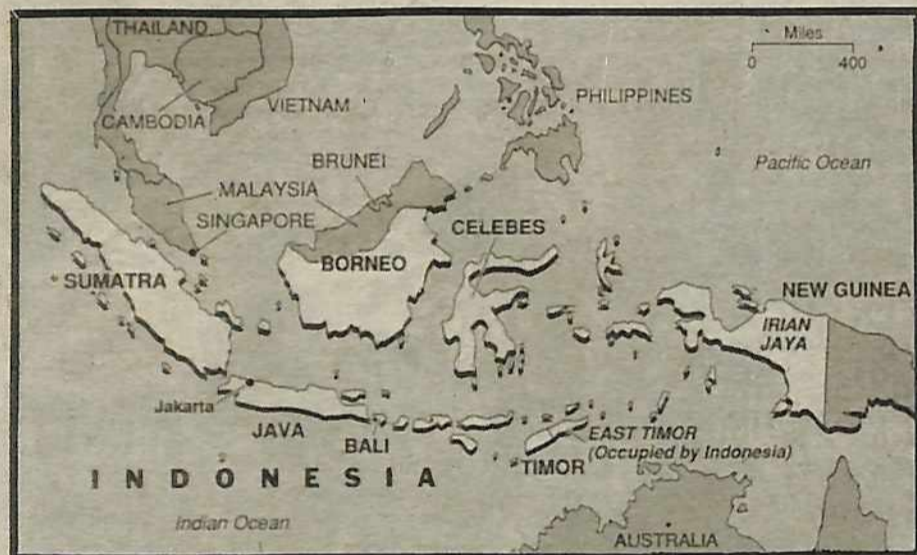 THAILAND
Miles
0 400
CAMBODIA
VIETNAM
PHILIPPINES
BRUNEI
Pacific Ocean
MALAYSIA
SINGAPORE
CELEBES
SUMATRA
BORNEO
NEW GUINEA
IRIAN
JAYA
Jakarta
JAVA
BALI
EAST TIMOR
(Occupied by Indonesia)
TIMOR
INDONESIA
Indian Ocean
AUSTRALIA